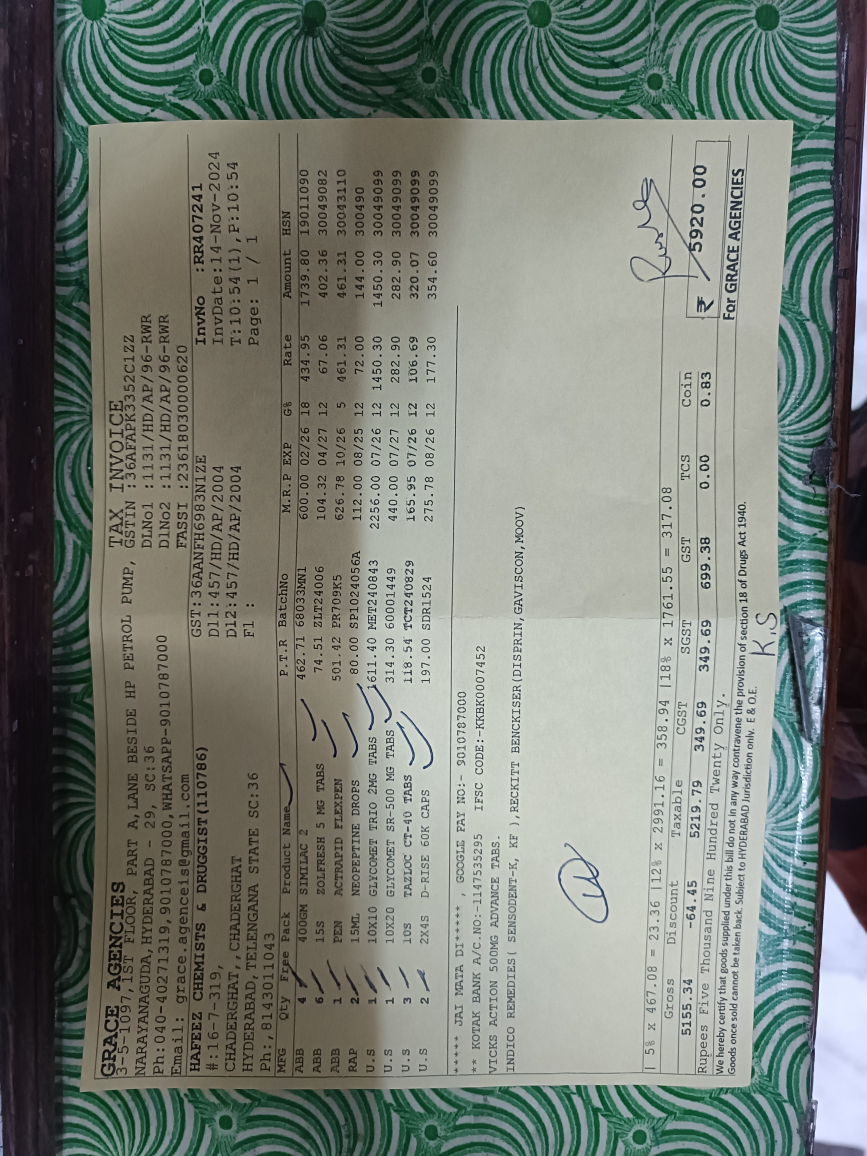 GRACE AGENCIES TAX INVOICE
3-5-1097,1ST FLOOR, PART A,LANE BESIDE HP PETROL PUMP, GSTIN :36AFAPK3352C1ZZ
NARAYANAGUDA,HYDERABAD - 29, SC:36 DLNo1 :1131/HD/AP/96-RWR
Ph:040-40271319,9010787000,WHATSAPP-9010787000 DlNo2 :1131/HD/AP/96-RWR
Email: grace.agenceis@gmail.com FASSI :23618030000620
HAFEEZ CHEMISTS & DRUGGIST(110786) GST:36AANFH6983N1ZE InvNo :RR407241
#:16-7-319, D11:457/HD/AP/2004 InvDate:14-Nov-2024
CHADERGHAT,,CHADERGHAT D12:457/HD/AP/2004 T:10:54(1),P:10:54
HYDERABAD,TELENGANA STATE SC:36 Fl : Page: 1 / 1
Ph:,8143011043
MFG Qty Free Pack Product Name P.T.R BatchNo M.R.P EXP G% Rate Amount HSN
ABB 4 400GM SIMILAC 2 462.71 68033MN1 600.00 02/26 18 434.95 1739.80 19011090
ABB 6 15S ZOLFRESH 5 MG TABS 74.51 ZLT24006 104.32 04/27 12 67.06 402.36 30049082
ABB 1 PEN ACTRAPID FLEXPEN 501.42 PR709K5 626.78 10/26 5 461.31 461.31 30043110
RAP 2 15ML NEOPEPTINE DROPS 80.00 SP1024056A 112.00 08/25 12 72.00 144.00 300490
U.S 1 10X10 GLYCOMET TRIO 2MG TABS 1611.40 MET240843 2256.00 07/26 12 1450.30 1450.30 30049099
U.S 1 10X20 GLYCOMET SR-500 MG TABS 314.30 60001449 440.00 07/27 12 282.90 282.90 30049099
U.S 3 10S TAZLOC CT-40 TABS 118.54 TCT240829 165.95 07/26 12 106.69 320.07 30049099
U.S 2 2X4S D-RISE 60K CAPS 197.00 SDR1524 275.78 08/26 12 177.30 354.60 30049099
***** JAI MATA DI***** GOOGLE PAY NO:- 9010787000
** KOTAK BANK A/C.NO:-1147535295 IFSC CODE:-KKBK0007452
VICKS ACTION 500MG ADVANCE TABS.
INDICO REMEDIES( SENSODENT-K, KF ),RECKITT BENCKISER(DISPRIN,GAVISCON,MOOV)
| 5% x 467.08 = 23.36 |12% x 2991.16 = 358.94 |18% x 1761.55 = 317.08
Gross Discount Taxable CGST SGST GST TCS Coin
5155.34 -64.45 5219.79 349.69 349.69 699.38 0.00 0.83 ₹ 5920.00
Rupees Five Thousand Nine Hundred Twenty Only.
For GRACE AGENCIES
We hereby certify that goods supplied under this bill do not in any way contravene the provision of section 18 of Drugs Act 1940.
Goods once sold cannot be taken back. Subject to HYDERABAD Jurisdiction only. E & O.E.
K.S